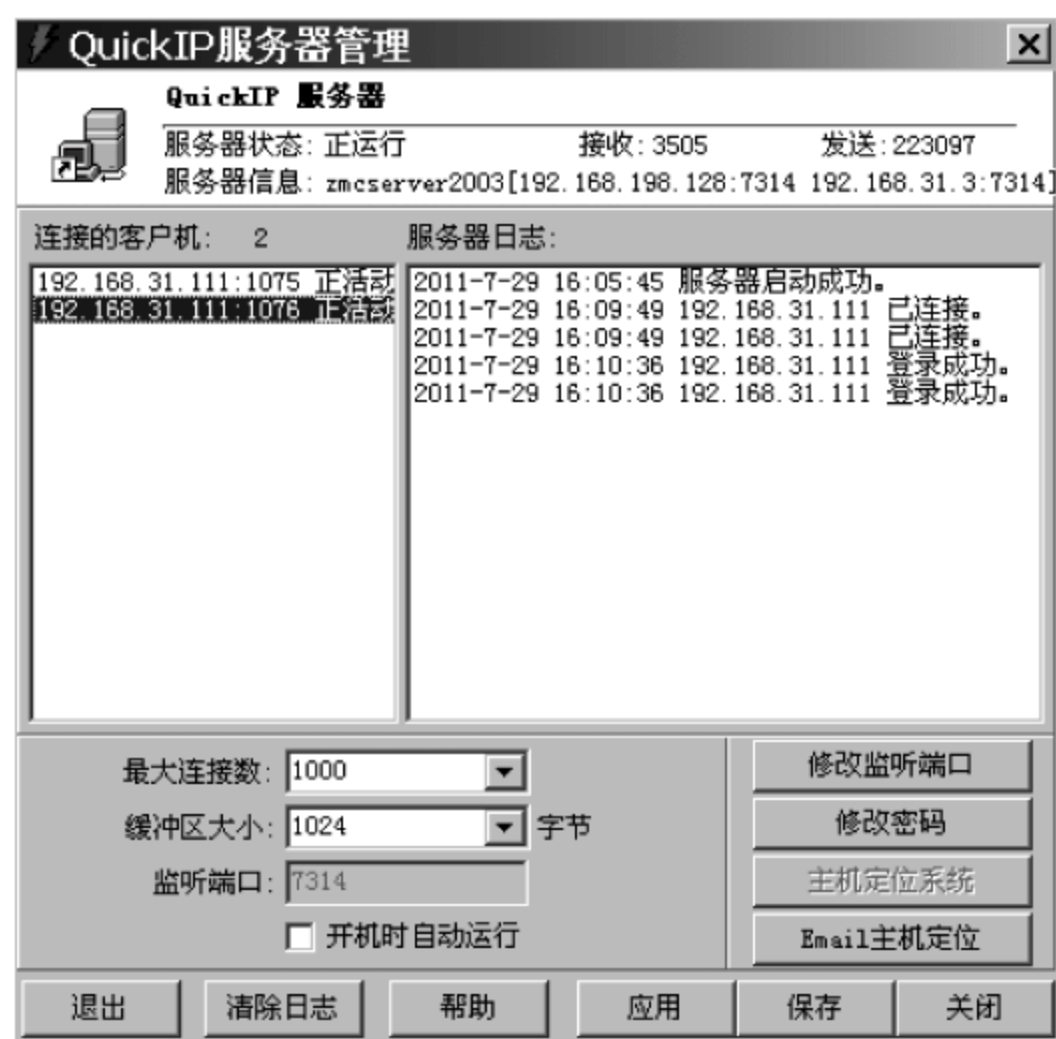 QuickIP服务器管理
QuickIP 服务器
服务器状态: 正运行 接收: 3505 发送: 223097
服务器信息: zmcserver2003[192.168.198.128:7314 192.168.31.3:7314]
连接的客户机: 2 服务器日志:
192.168.31.111:1075 正活动 2011-7-29 16:05:45 服务器启动成功。
192.168.31.111:1076 正活动 2011-7-29 16:09:49 192.168.31.111 已连接。
2011-7-29 16:09:49 192.168.31.111 已连接。
2011-7-29 16:10:36 192.168.31.111 登录成功。
2011-7-29 16:10:36 192.168.31.111 登录成功。
最大连接数: 1000 修改监听端口
缓冲区大小: 1024 字节 修改密码
监听端口: 7314 主机定位系统
开机时自动运行 Email主机定位
退出 清除日志 帮助 应用 保存 关闭